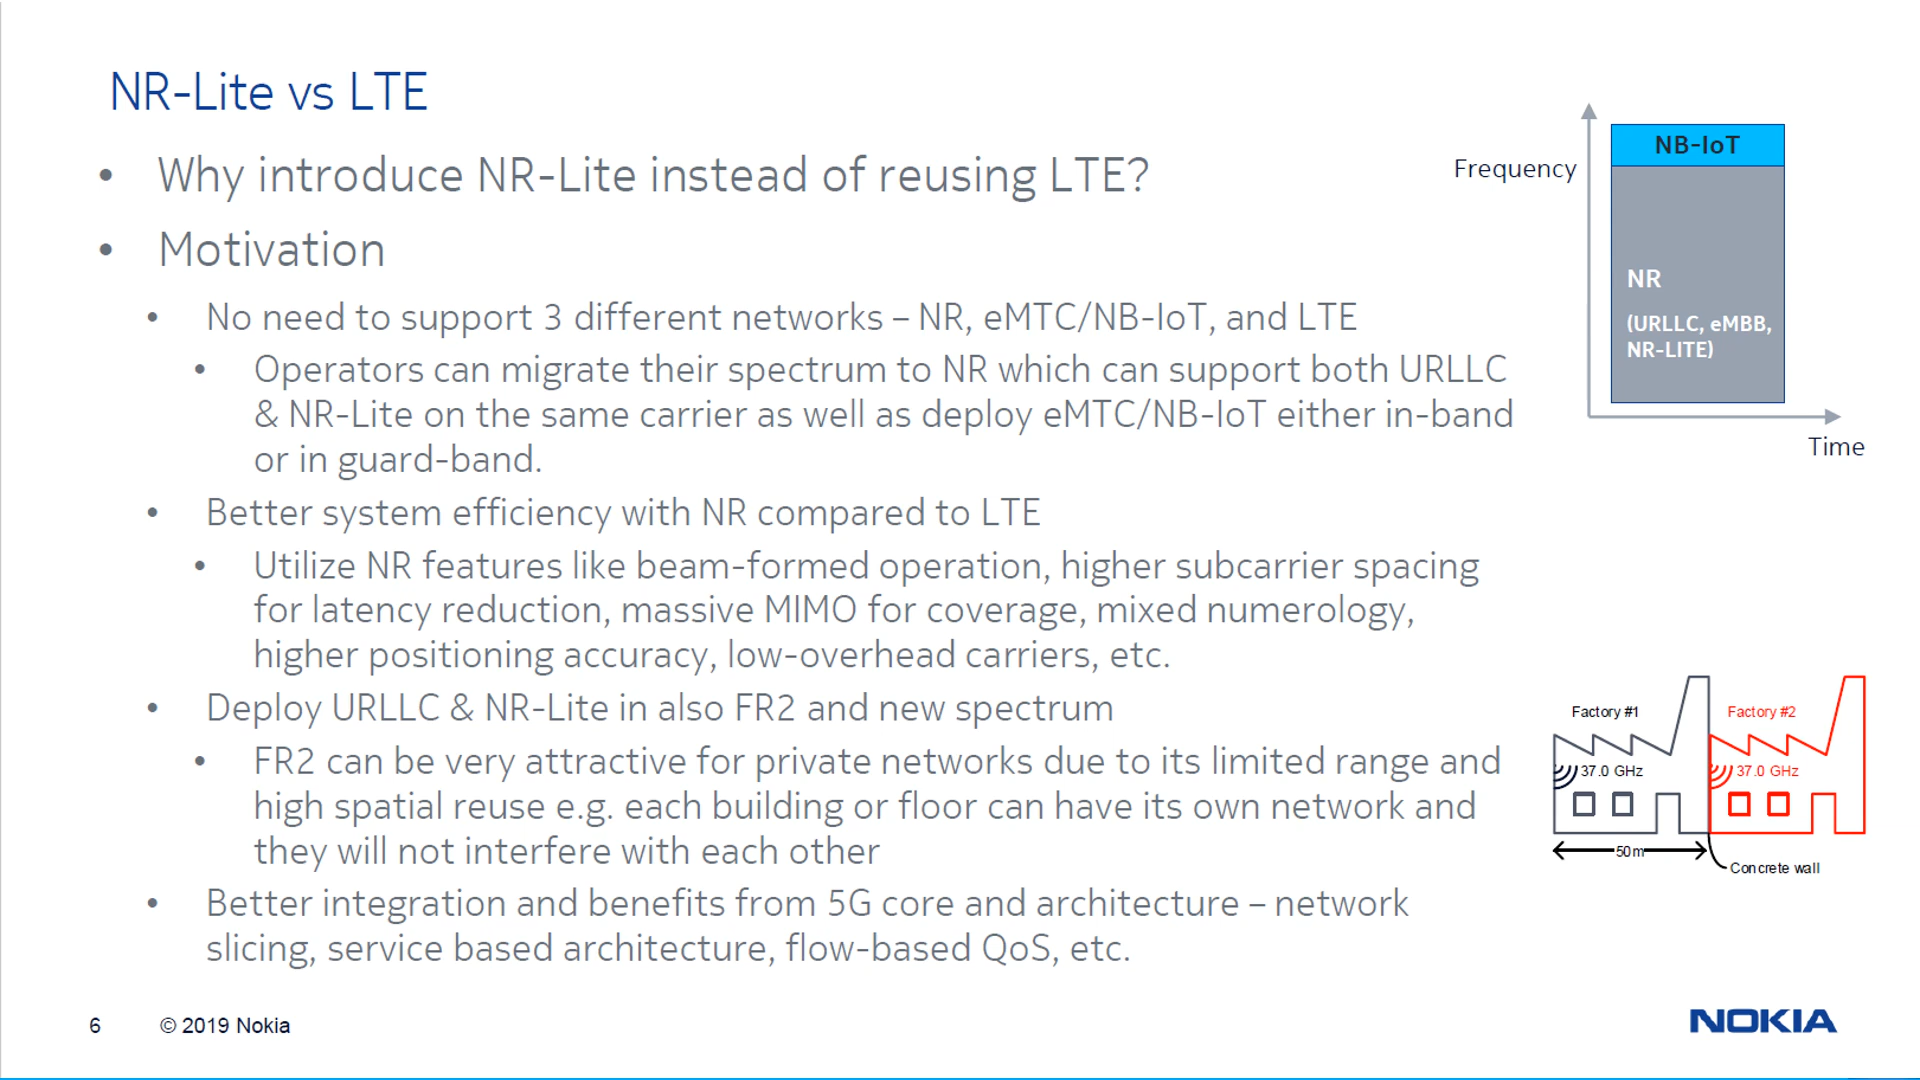 NR-Lite vs LTE
• Why introduce NR-Lite instead of reusing LTE?
• Motivation
• No need to support 3 different networks – NR, eMTC/NB-IoT, and LTE
• Operators can migrate their spectrum to NR which can support both URLLC
& NR-Lite on the same carrier as well as deploy eMTC/NB-IoT either in-band
or in guard-band.
• Better system efficiency with NR compared to LTE
• Utilize NR features like beam-formed operation, higher subcarrier spacing
for latency reduction, massive MIMO for coverage, mixed numerology,
higher positioning accuracy, low-overhead carriers, etc.
• Deploy URLLC & NR-Lite in also FR2 and new spectrum
• FR2 can be very attractive for private networks due to its limited range and
high spatial reuse e.g. each building or floor can have its own network and
they will not interfere with each other
• Better integration and benefits from 5G core and architecture – network
slicing, service based architecture, flow-based QoS, etc.
Frequency
NB-IoT
NR
(URLLC, eMBB,
NR-LITE)
Time
Factory #1
Factory #2
37.0 GHz
37.0 GHz
50m
Concrete wall
6
© 2019 Nokia
NOKIA